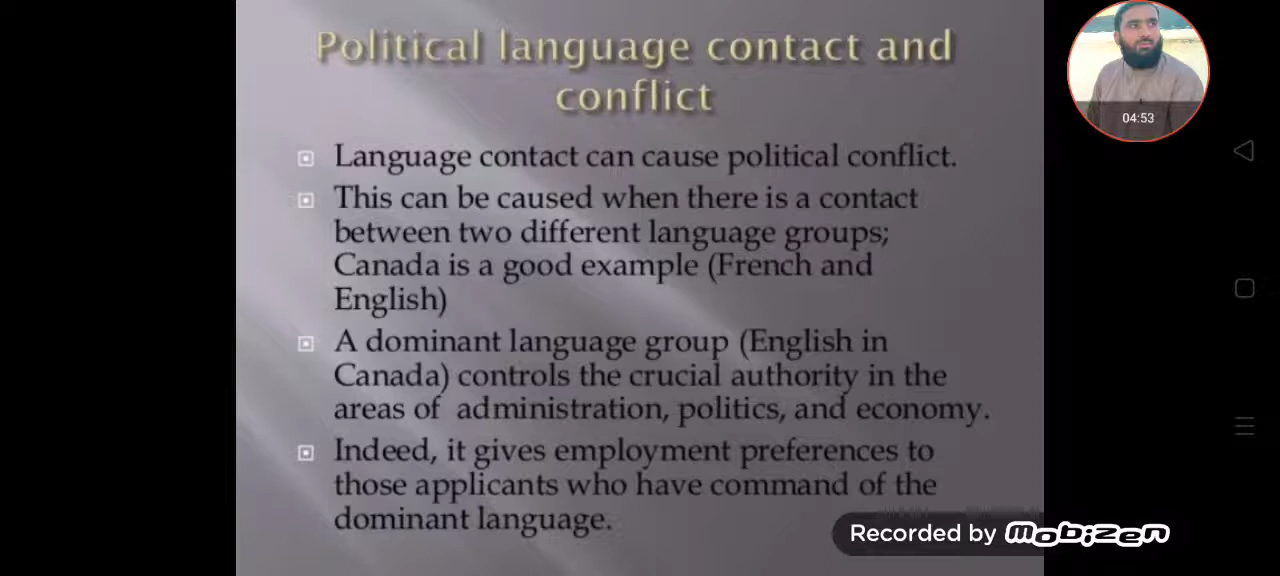 Political language contact and
conflict
04:53
Language contact can cause political conflict.
This can be caused when there is a contact
between two different language groups;
Canada is a good example (French and
English)
A dominant language group (English in
Canada) controls the crucial authority in the
areas of administration, politics, and economy.
Indeed, it gives employment preferences to
those applicants who have command of the
dominant language.
Recorded by Mobizen